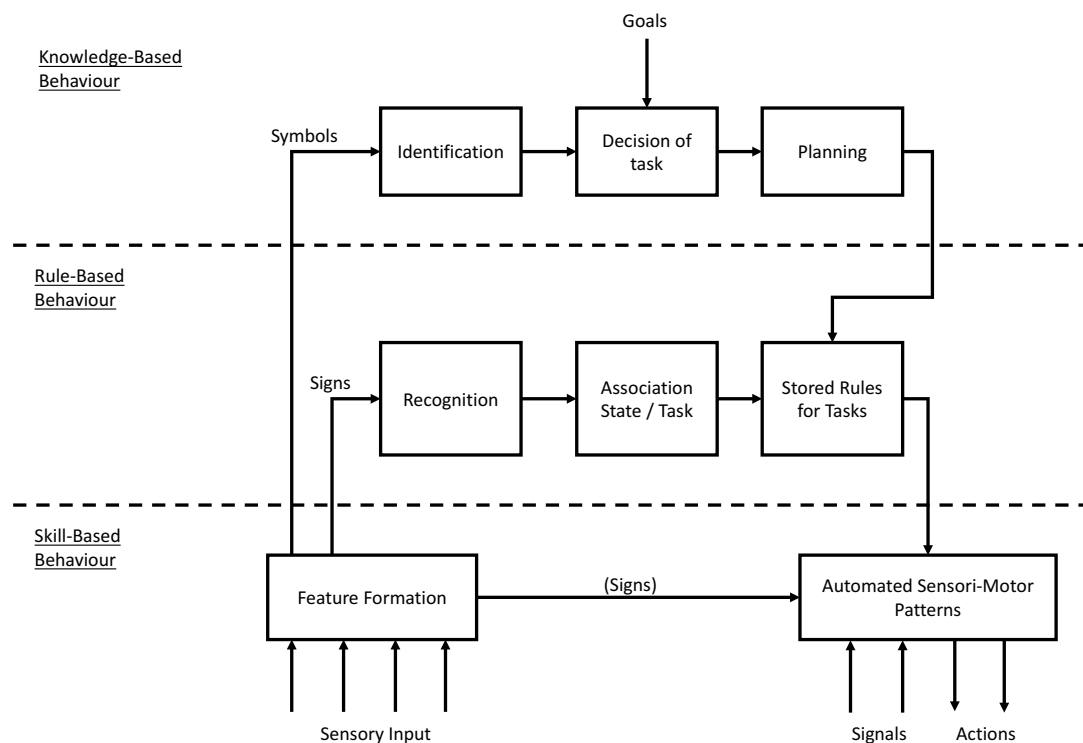 Goals
Knowledge-Based
Behaviour
Symbols
Identification
Decision of
task
Planning
Rule-Based
Behaviour
Signs
Recognition
Association
State / Task
Stored Rules
for Tasks
Skill-Based
Behaviour
Feature Formation
(Signs)
Automated Sensori-Motor
Patterns
Sensory Input
Signals
Actions